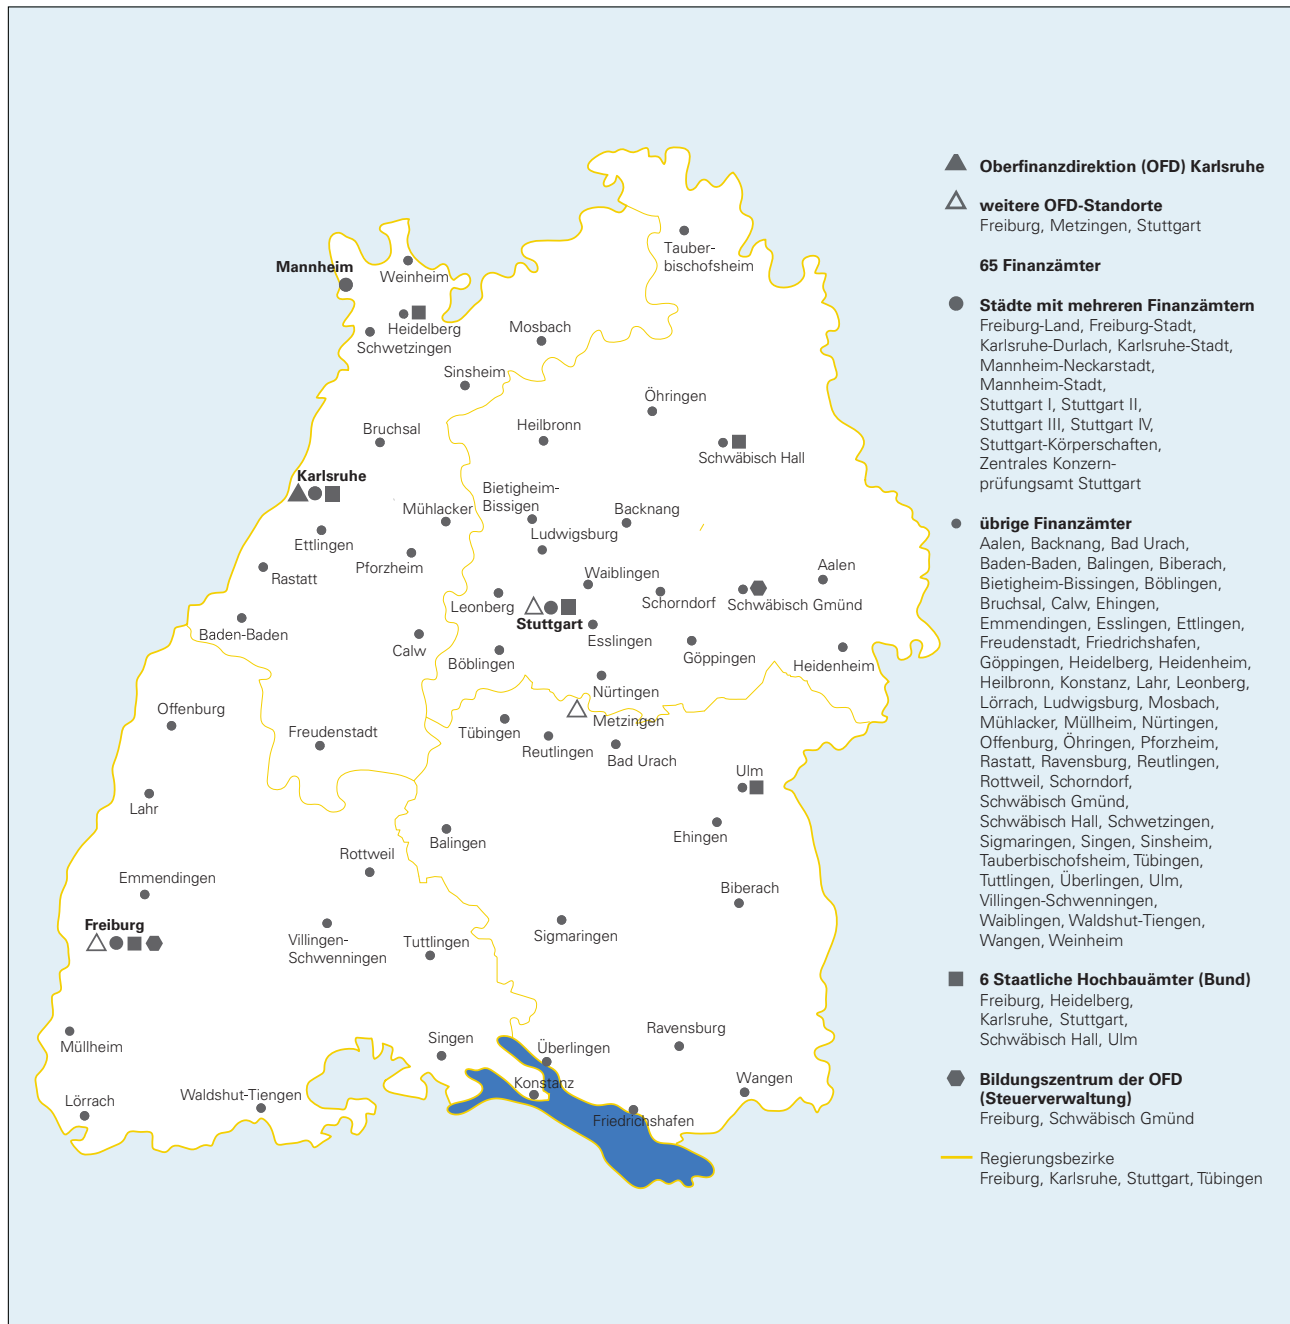 Tauber-
bischofsheim
Mannheim
Weinheim
Heidelberg
Schwetzingen
Mosbach
Sinsheim
Öhringen
Bruchsal
Heilbronn
Schwäbisch Hall
Karlsruhe
Bietigheim-
Bissigen
Mühlacker
Backnang
Ludwigsburg
Ettlingen
Pforzheim
Rastatt
Waiblingen
Aalen
Leonberg
Schorndorf
Schwäbisch Gmünd
Stuttgart
Baden-Baden
Esslingen
Calw
Böblingen
Göppingen
Heidenheim
Nürtingen
Offenburg
Metzingen
Freudenstadt
Tübingen
Reutlingen
Bad Urach
Ulm
Lahr
Ehingen
Balingen
Rottweil
Emmendingen
Biberach
Freiburg
Sigmaringen
Villingen-
Schwenningen
Tuttlingen
Ravensburg
Singen
Müllheim
Überlingen
Wangen
Konstanz
Waldshut-Tiengen
Lörrach
Friedrichshafen
Oberfinanzdirektion (OFD) Karlsruhe
weitere OFD-Standorte
Freiburg, Metzingen, Stuttgart
65 Finanzämter
Städte mit mehreren Finanzämtern
Freiburg-Land, Freiburg-Stadt,
Karlsruhe-Durlach, Karlsruhe-Stadt,
Mannheim-Neckarstadt,
Mannheim-Stadt,
Stuttgart I, Stuttgart II,
Stuttgart III, Stuttgart IV,
Stuttgart-Körperschaften,
Zentrales Konzern-
prüfungsamt Stuttgart
übrige Finanzämter
Aalen, Backnang, Bad Urach,
Baden-Baden, Balingen, Biberach,
Bietigheim-Bissingen, Böblingen,
Bruchsal, Calw, Ehingen,
Emmendingen, Esslingen, Ettlingen,
Freudenstadt, Friedrichshafen,
Göppingen, Heidelberg, Heidenheim,
Heilbronn, Konstanz, Lahr, Leonberg,
Lörrach, Ludwigsburg, Mosbach,
Mühlacker, Müllheim, Nürtingen,
Offenburg, Öhringen, Pforzheim,
Rastatt, Ravensburg, Reutlingen,
Rottweil, Schorndorf,
Schwäbisch Gmünd,
Schwäbisch Hall, Schwetzingen,
Sigmaringen, Singen, Sinsheim,
Tauberbischofsheim, Tübingen,
Tuttlingen, Überlingen, Ulm,
Villingen-Schwenningen,
Waiblingen, Waldshut-Tiengen,
Wangen, Weinheim
6 Staatliche Hochbauämter (Bund)
Freiburg, Heidelberg,
Karlsruhe, Stuttgart,
Schwäbisch Hall, Ulm
Bildungszentrum der OFD
(Steuerverwaltung)
Freiburg, Schwäbisch Gmünd
Regierungsbezirke
Freiburg, Karlsruhe, Stuttgart, Tübingen